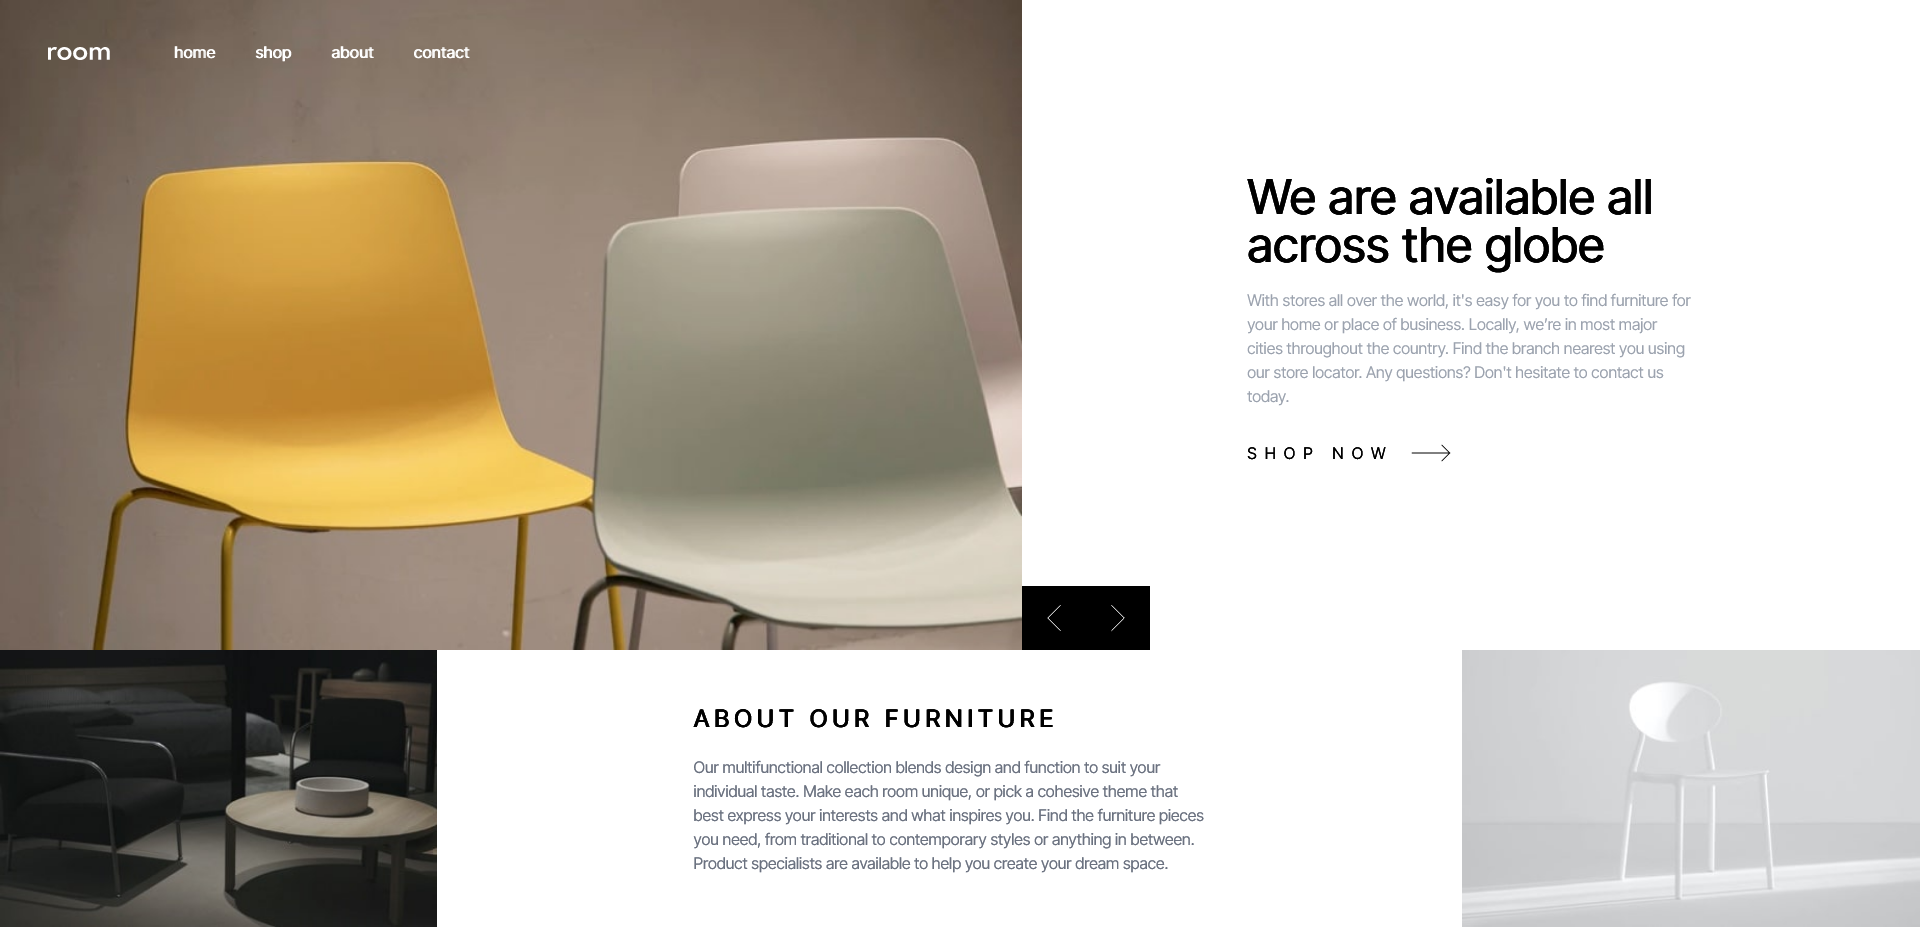 room
home
shop
about
contact
We are available all
across the globe
With stores all over the world, it's easy for you to find furniture for
your home or place of business. Locally, we’re in most major
cities throughout the country. Find the branch nearest you using
our store locator. Any questions? Don't hesitate to contact us
today.
SHOP NOW
ABOUT OUR FURNITURE
Our multifunctional collection blends design and function to suit your
individual taste. Make each room unique, or pick a cohesive theme that
best express your interests and what inspires you. Find the furniture pieces
you need, from traditional to contemporary styles or anything in between.
Product specialists are available to help you create your dream space.